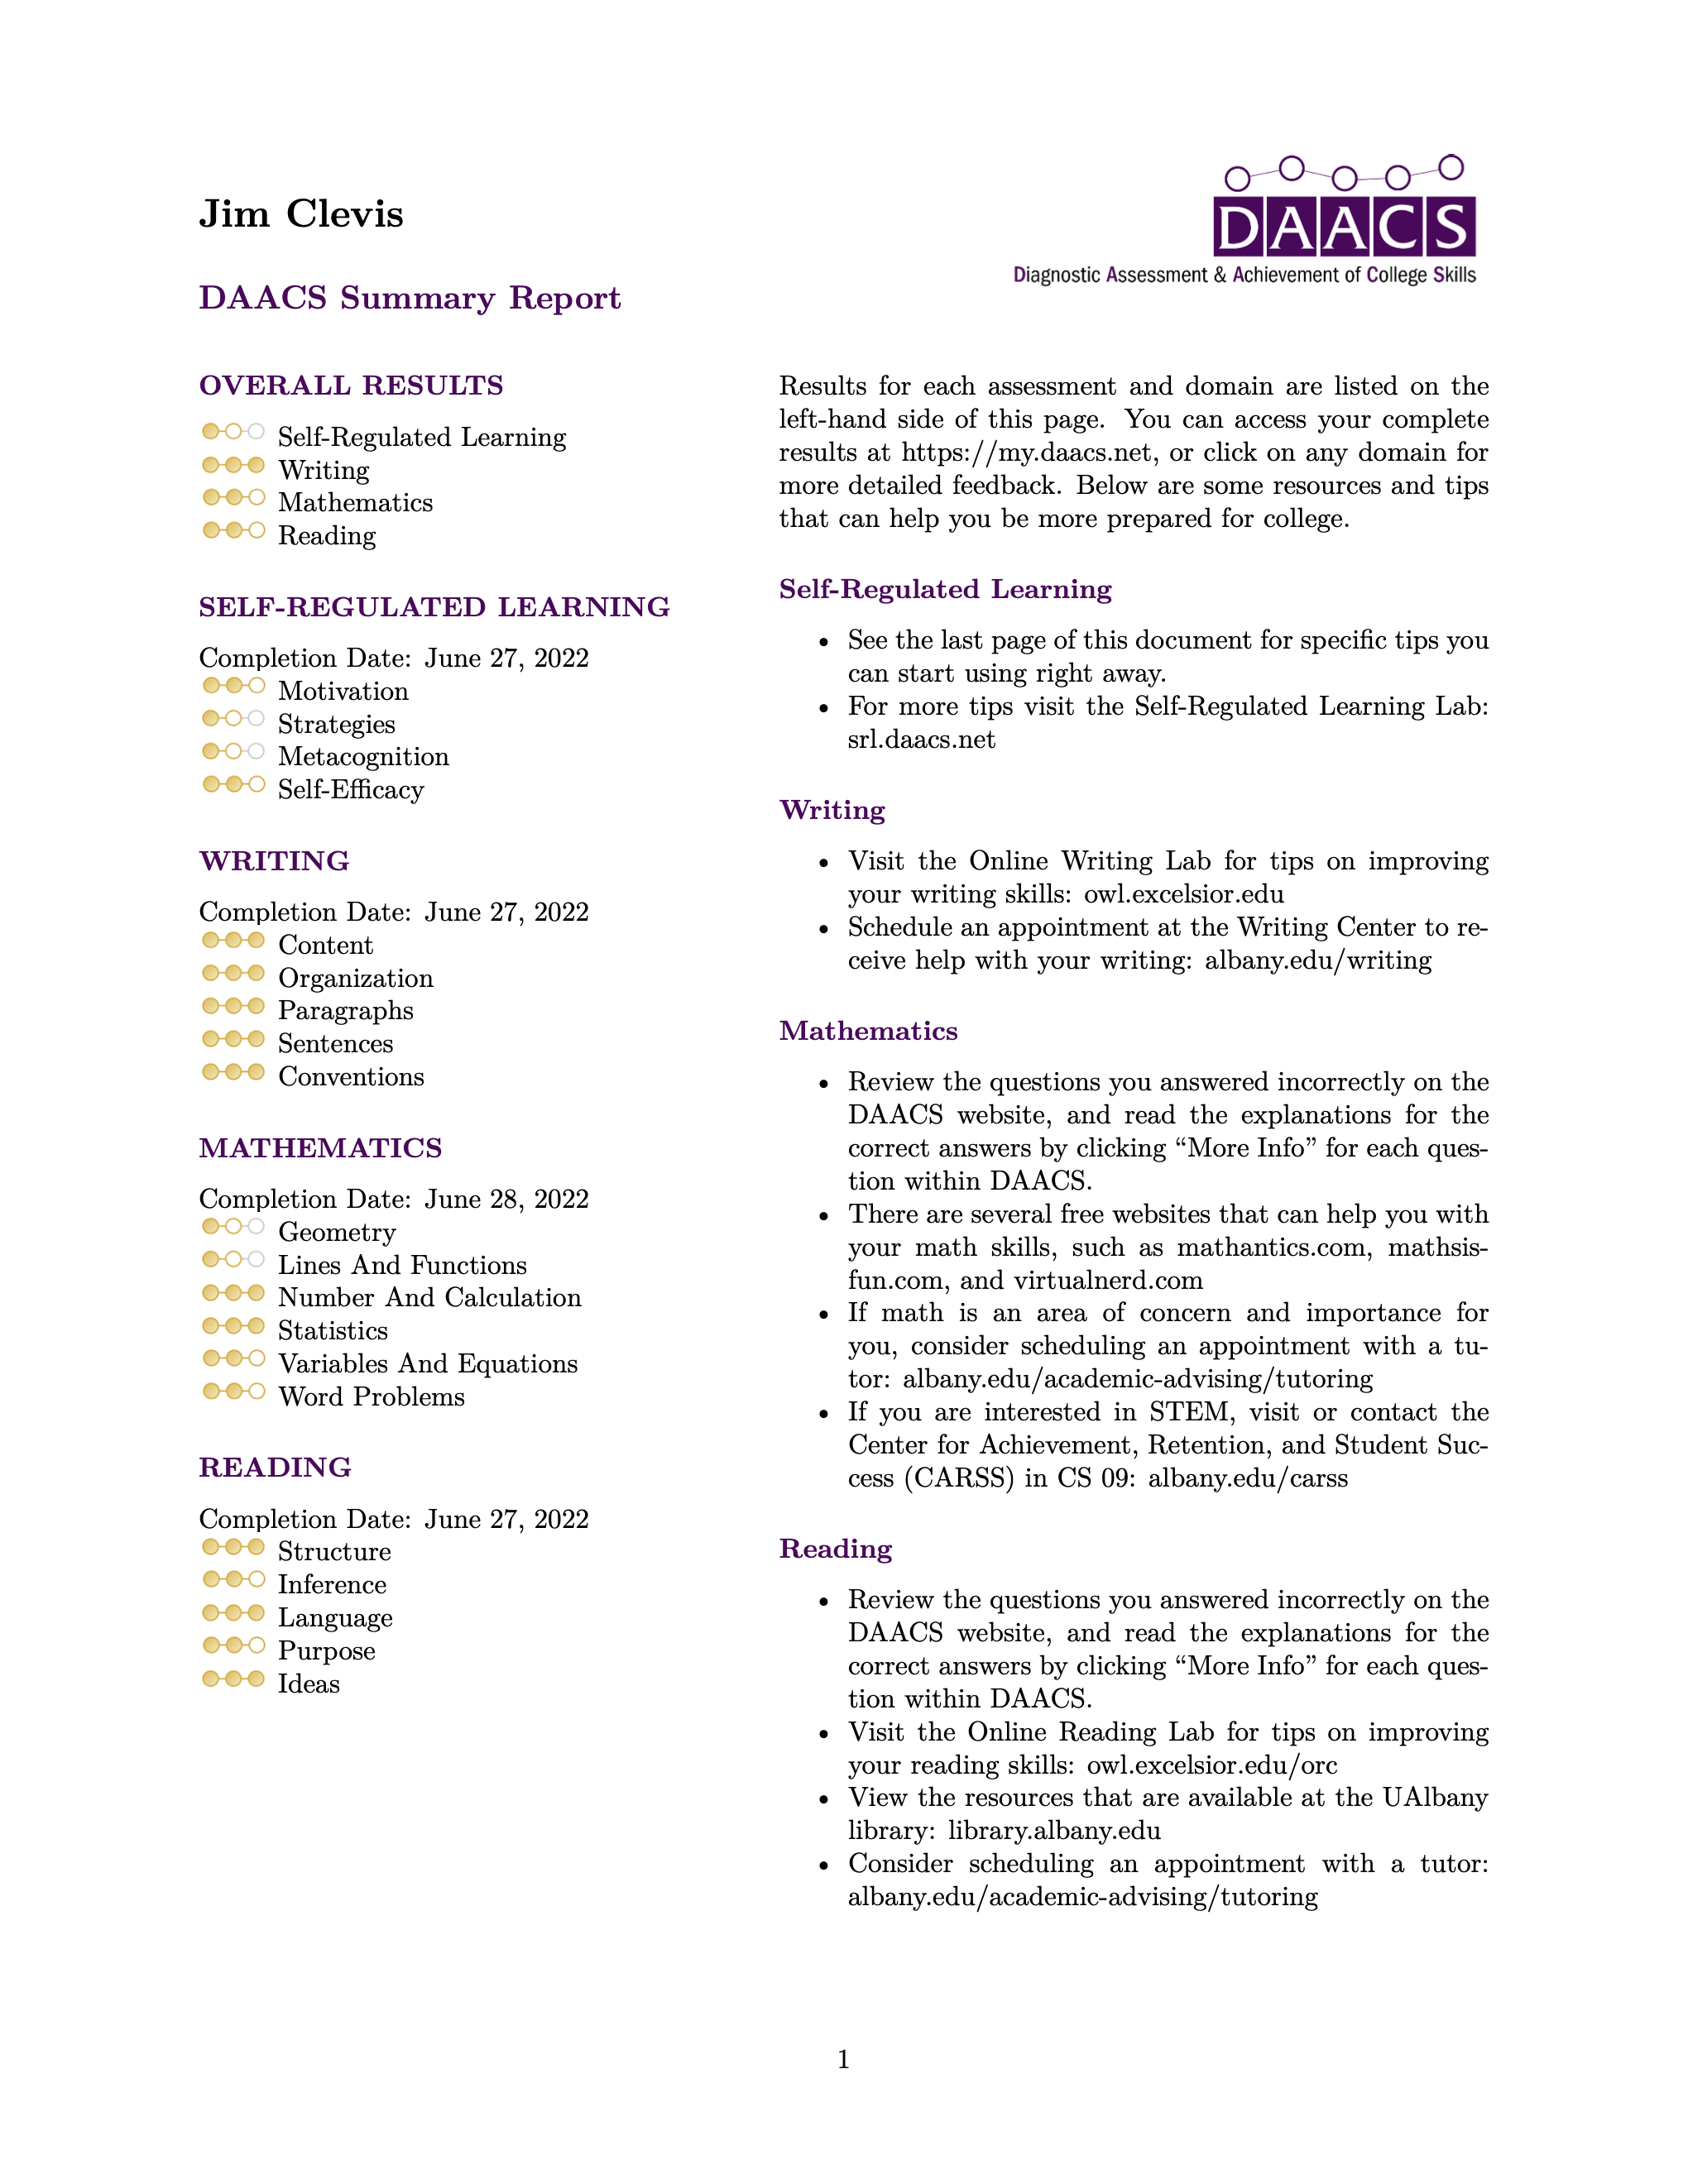 Jim Clevis
DAACS Summary Report
DAACS
Diagnostic Assessment & Achievement of College Skills
OVERALL RESULTS
Self-Regulated Learning
Writing
Mathematics
Reading
SELF-REGULATED LEARNING
Completion Date: June 27, 2022
Motivation
Strategies
Metacognition
Self-Efficacy
WRITING
Completion Date: June 27, 2022
Content
Organization
Paragraphs
Sentences
Conventions
MATHEMATICS
Completion Date: June 28, 2022
Geometry
Lines And Functions
Number And Calculation
Statistics
Variables And Equations
Word Problems
READING
Completion Date: June 27, 2022
Structure
Inference
Language
Purpose
Ideas
Results for each assessment and domain are listed on the
left-hand side of this page. You can access your complete
results at https://my.daacs.net, or click on any domain for
more detailed feedback. Below are some resources and tips
that can help you be more prepared for college.
Self-Regulated Learning
• See the last page of this document for specific tips you
can start using right away.
• For more tips visit the Self-Regulated Learning Lab:
srl.daacs.net
Writing
• Visit the Online Writing Lab for tips on improving
your writing skills: owl.excelsior.edu
• Schedule an appointment at the Writing Center to re-
ceive help with your writing: albany.edu/writing
Mathematics
• Review the questions you answered incorrectly on the
DAACS website, and read the explanations for the
correct answers by clicking “More Info” for each ques-
tion within DAACS.
• There are several free websites that can help you with
your math skills, such as mathantics.com, mathsis-
fun.com, and virtualnerd.com
• If math is an area of concern and importance for
you, consider scheduling an appointment with a tu-
tor: albany.edu/academic-advising/tutoring
• If you are interested in STEM, visit or contact the
Center for Achievement, Retention, and Student Suc-
cess (CARSS) in CS 09: albany.edu/carss
Reading
• Review the questions you answered incorrectly on the
DAACS website, and read the explanations for the
correct answers by clicking “More Info” for each ques-
tion within DAACS.
• Visit the Online Reading Lab for tips on improving
your reading skills: owl.excelsior.edu/orc
• View the resources that are available at the UAlbany
library: library.albany.edu
• Consider scheduling an appointment with a tutor:
albany.edu/academic-advising/tutoring
1